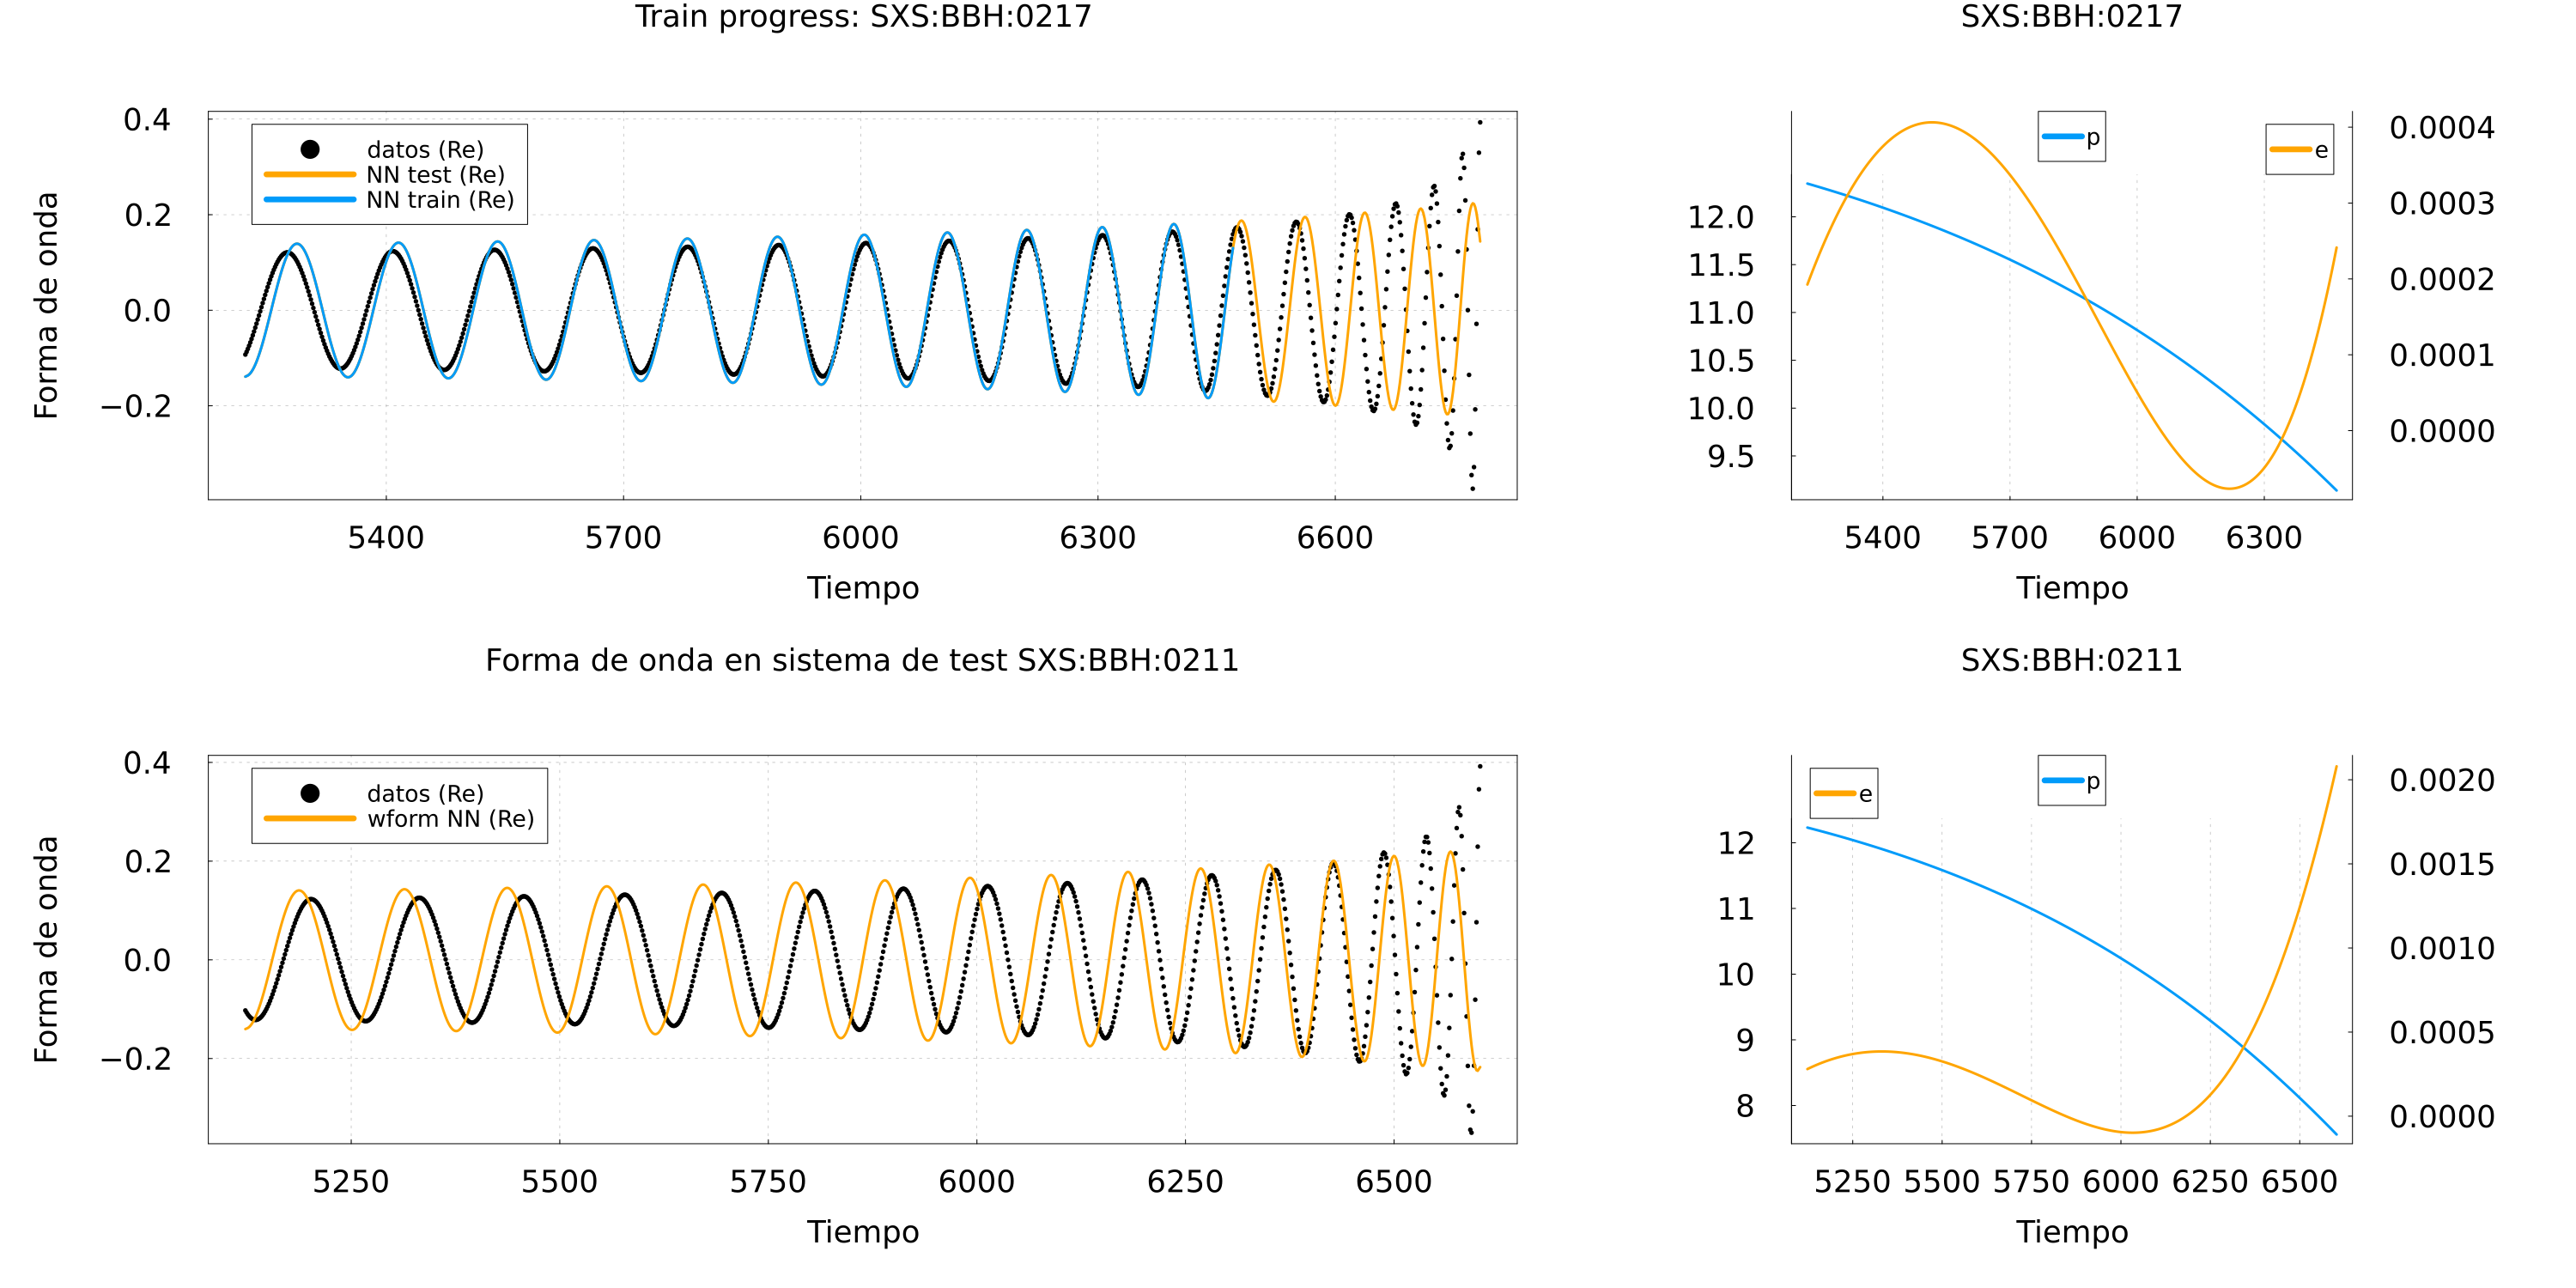 Train progress: SXS:BBH:0217
0.4
0.2
0.0
−0.2
Forma de onda
datos (Re)
NN test (Re)
NN train (Re)
5400 5700 6000 6300 6600
Tiempo
SXS:BBH:0217
12.0
11.5
11.0
10.5
10.0
9.5
p
e
0.0004
0.0003
0.0002
0.0001
0.0000
5400 5700 6000 6300
Tiempo
Forma de onda en sistema de test SXS:BBH:0211
0.4
0.2
0.0
−0.2
Forma de onda
datos (Re)
wform NN (Re)
5250 5500 5750 6000 6250 6500
Tiempo
SXS:BBH:0211
12
11
10
9
8
e
p
0.0020
0.0015
0.0010
0.0005
0.0000
5250 5500 5750 6000 6250 6500
Tiempo